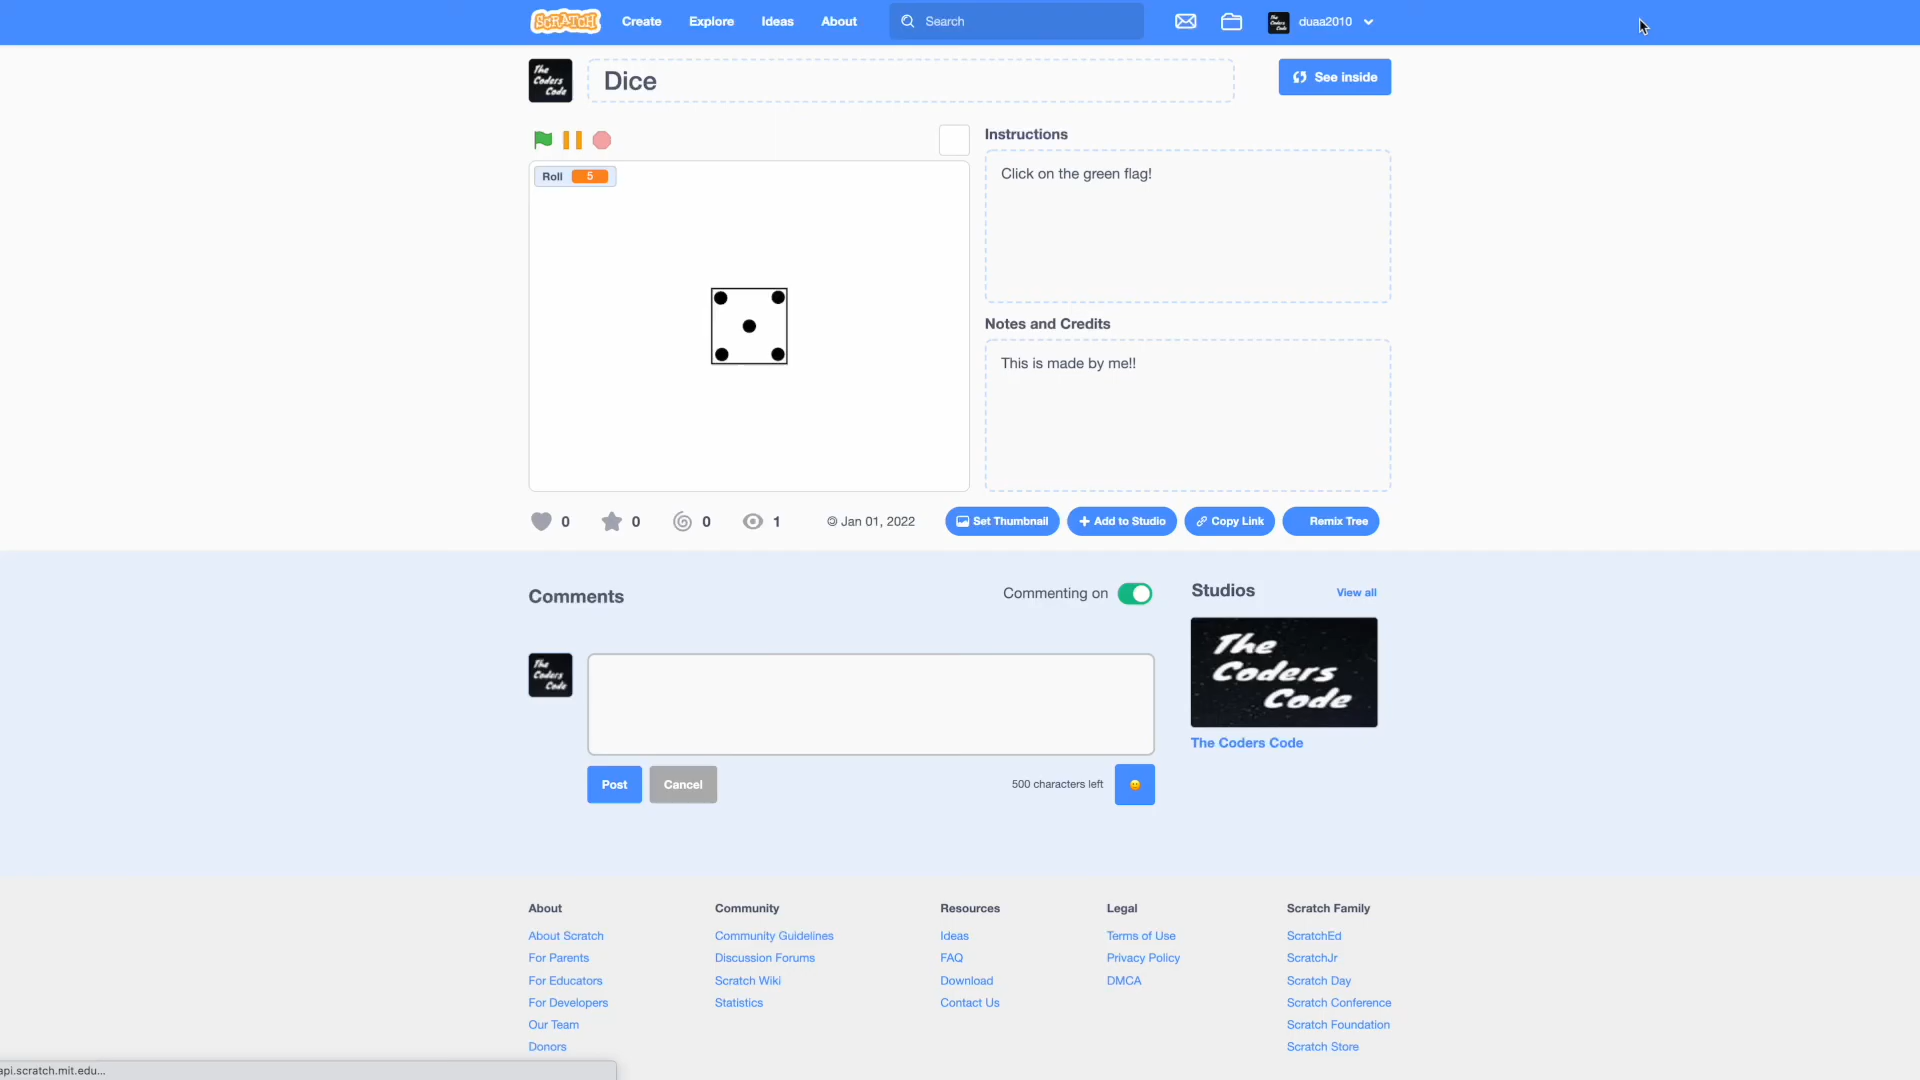 SCRATCH Create Explore Ideas About Search duaa2010
The Coders Code
Dice
See inside
Roll 5
Instructions
Click on the green flag!
Notes and Credits
This is made by me!!
0 0 0 1 © Jan 01, 2022 Set Thumbnail Add to Studio Copy Link Remix Tree
Comments
Commenting on
Studios
View all
The Coders Code
The
Coders
Code
The Coders Code
Post Cancel 500 characters left
About
About Scratch
For Parents
For Educators
For Developers
Our Team
Donors
Community
Community Guidelines
Discussion Forums
Scratch Wiki
Statistics
Resources
Ideas
FAQ
Download
Contact Us
Legal
Terms of Use
Privacy Policy
DMCA
Scratch Family
ScratchEd
ScratchJr
Scratch Day
Scratch Conference
Scratch Foundation
Scratch Store
api.scratch.mit.edu...